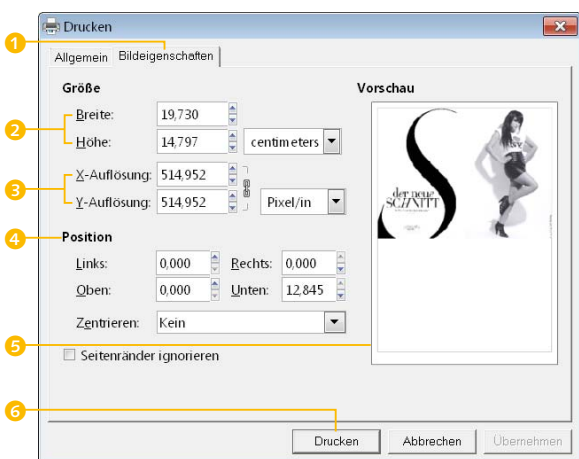 Drucken
1
Allgemein Bildeigenschaften
Größe
Vorschau
2
Breite: 19,730
Höhe: 14,797 centimeters
3
X-Auflösung: 514,952
Y-Auflösung: 514,952 Pixel/in
der neue
SCHNITT
4
Position
Links: 0,000 Rechts: 0,000
Oben: 0,000 Unten: 12,845
Zentrieren: Kein
5
Seitenränder ignorieren
6
Drucken Abbrechen Übernehmen